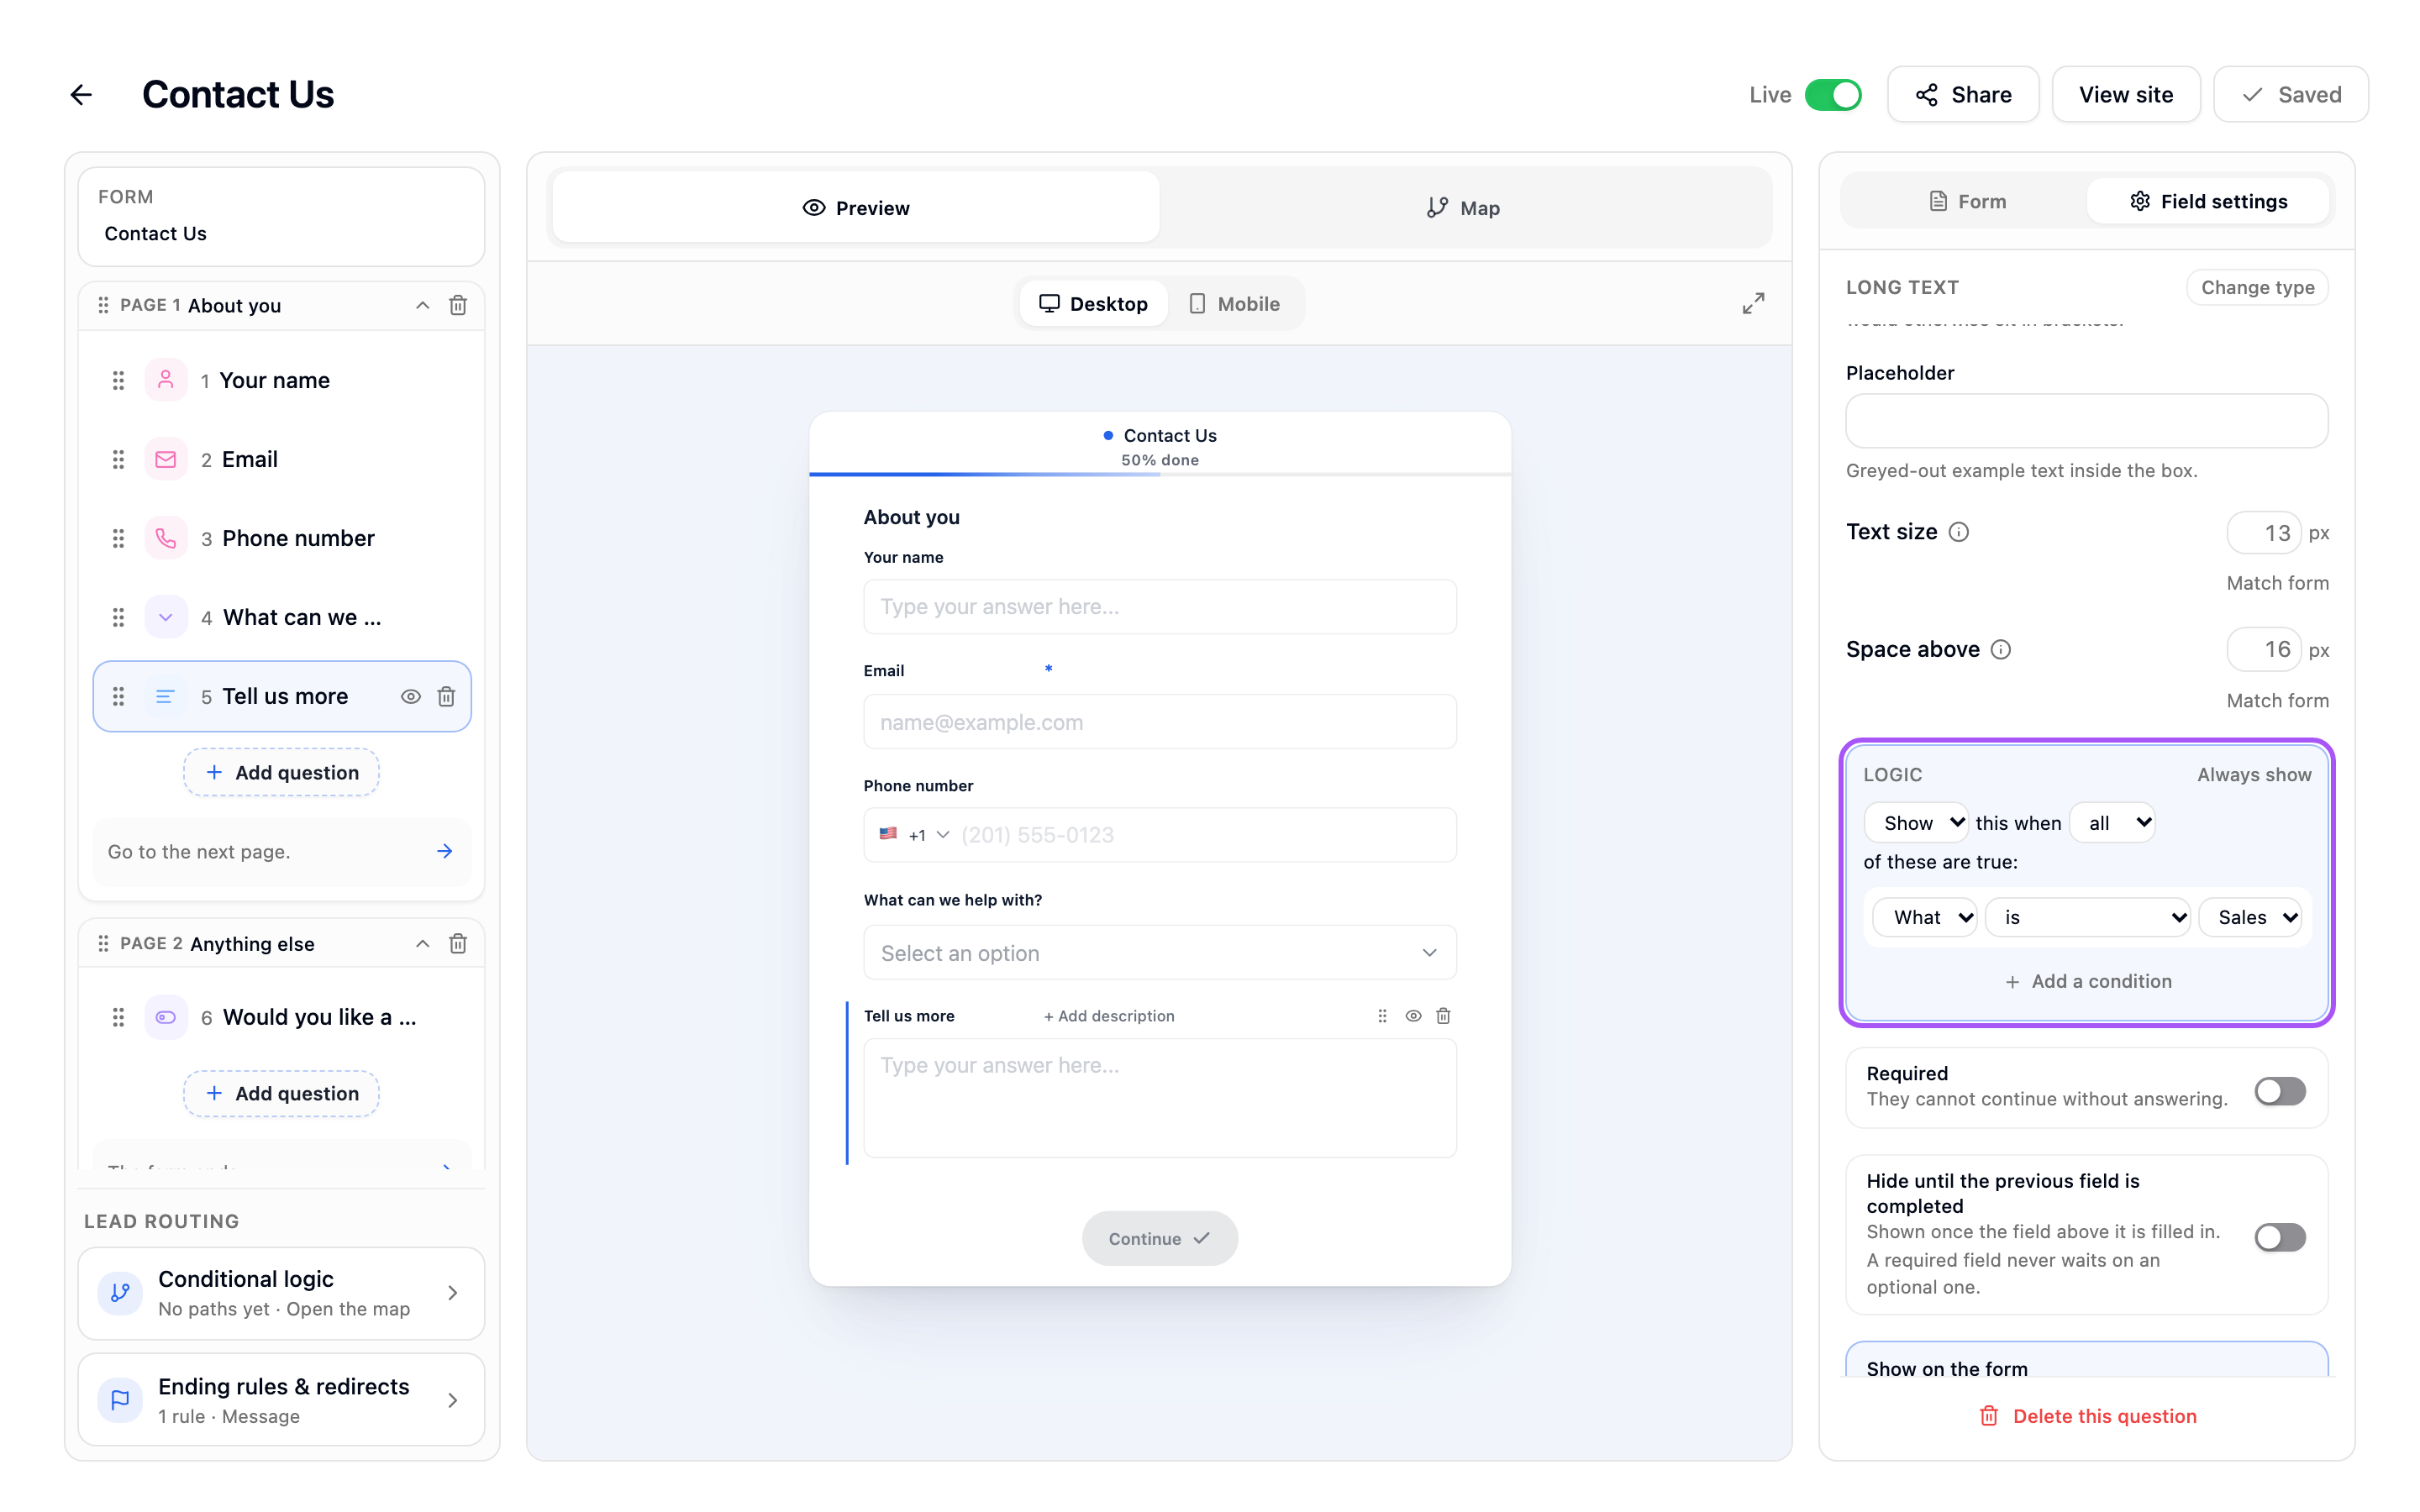 Contact Us
Live
Share
View site
Saved
FORM
Contact Us
PAGE 1 About you
1 Your name
2 Email
3 Phone number
4 What can we ...
5 Tell us more
+ Add question
Go to the next page.
PAGE 2 Anything else
6 Would you like a ...
+ Add question
LEAD ROUTING
Conditional logic
No paths yet · Open the map
Ending rules & redirects
1 rule · Message
Preview
Map
Desktop
Mobile
Contact Us
50% done
About you
Your name
Type your answer here...
Email *
name@example.com
Phone number
+1 (201) 555-0123
What can we help with?
Select an option
Tell us more + Add description
Type your answer here...
Continue
Form
Field settings
LONG TEXT
Change type
Placeholder
Greyed-out example text inside the box.
Text size 13 px
Match form
Space above 16 px
Match form
LOGIC Always show
Show this when all
of these are true:
What is Sales
+ Add a condition
Required
They cannot continue without answering.
Hide until the previous field is
completed
Shown once the field above it is filled in.
A required field never waits on an
optional one.
Show on the form
Delete this question